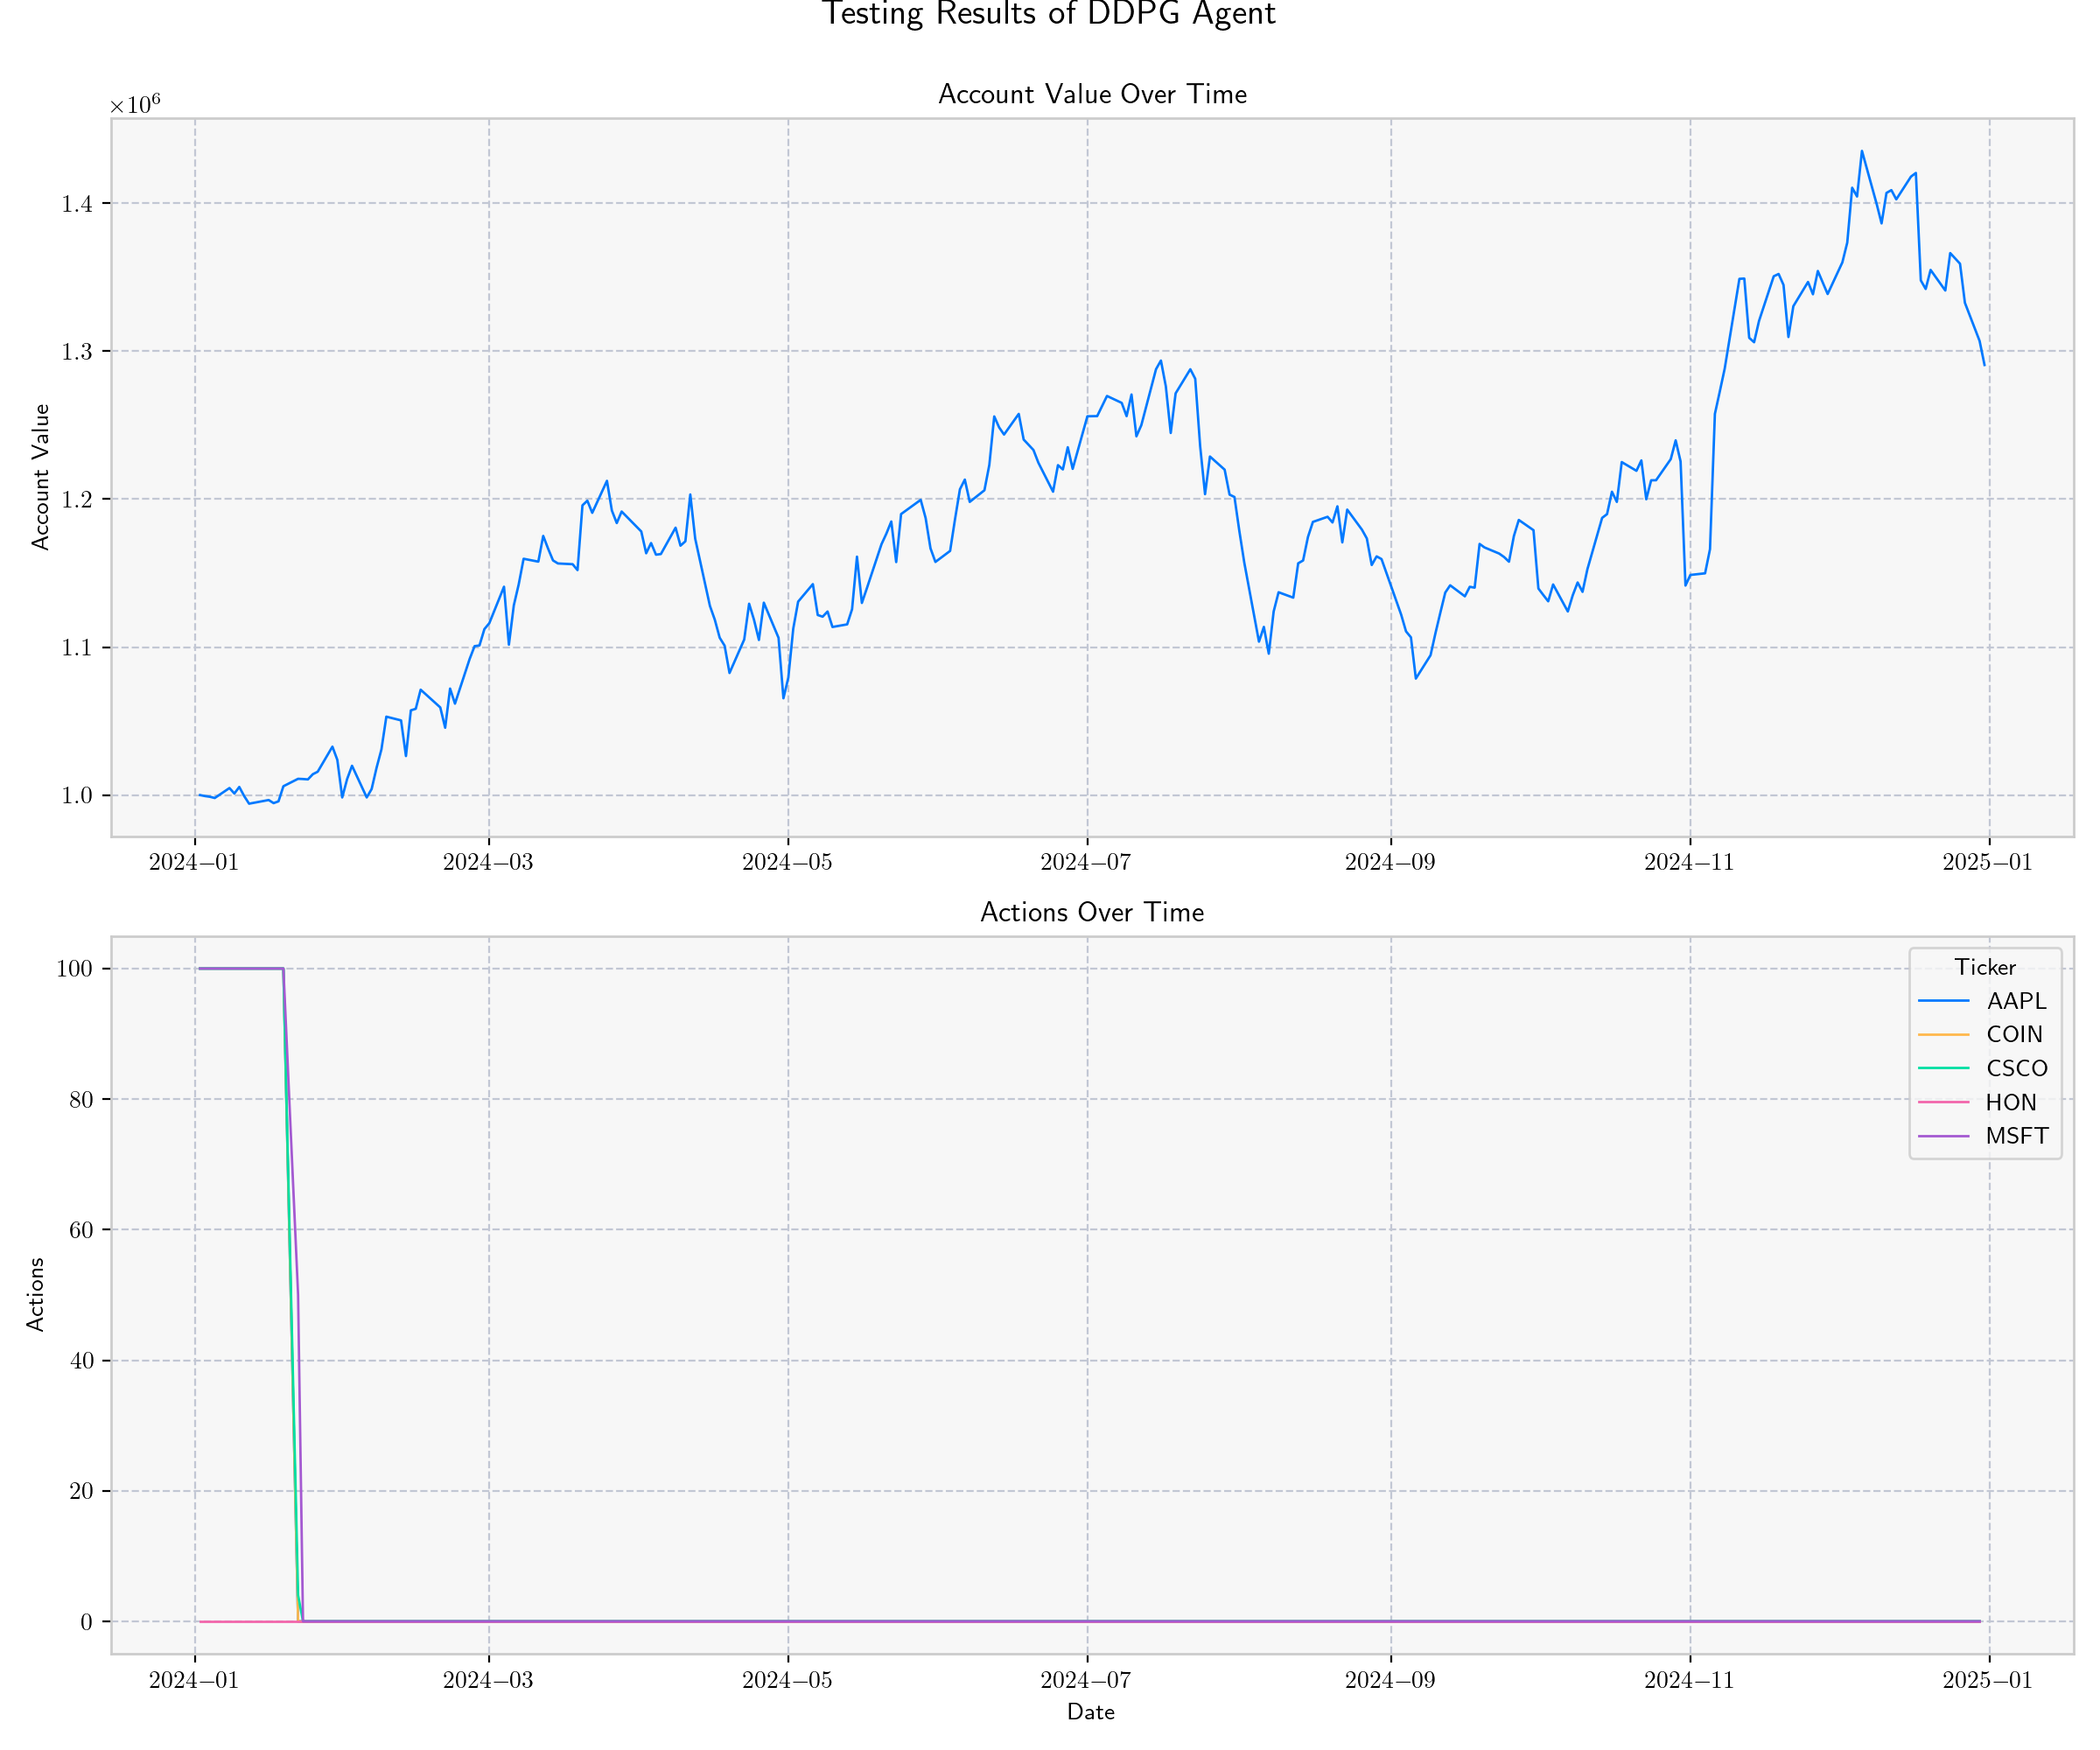 Testing Results of DDPG Agent
Account Value Over Time
×10⁶
1.4
1.3
1.2
1.1
1.0
Account Value
2024–01 2024–03 2024–05 2024–07 2024–09 2024–11 2025–01
Actions Over Time
100
80
60
40
20
0
Actions
Ticker
AAPL
COIN
CSCO
HON
MSFT
2024–01 2024–03 2024–05 2024–07 2024–09 2024–11 2025–01
Date